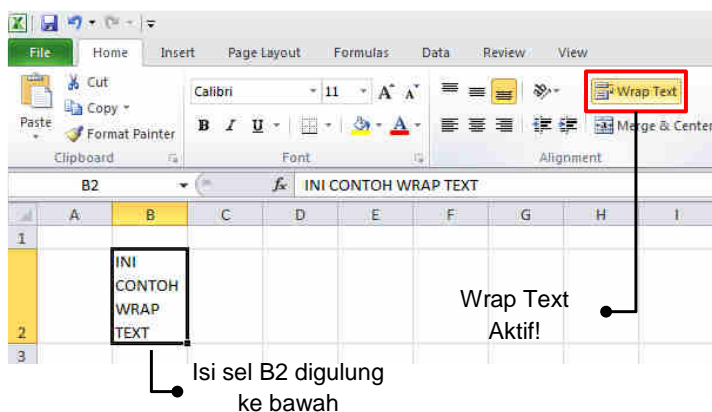 File Home Insert Page Layout Formulas Data Review View
Cut
Copy
Format Painter
Paste
Calibri 11 A A
B I U A
Wrap Text
Merge & Center
Clipboard Font Alignment
B2 fx INI CONTOH WRAP TEXT
A B C D E F G H I
1
INI
CONTOH
WRAP
TEXT
2
3
Wrap Text
Aktif!
Isi sel B2 digulung
ke bawah